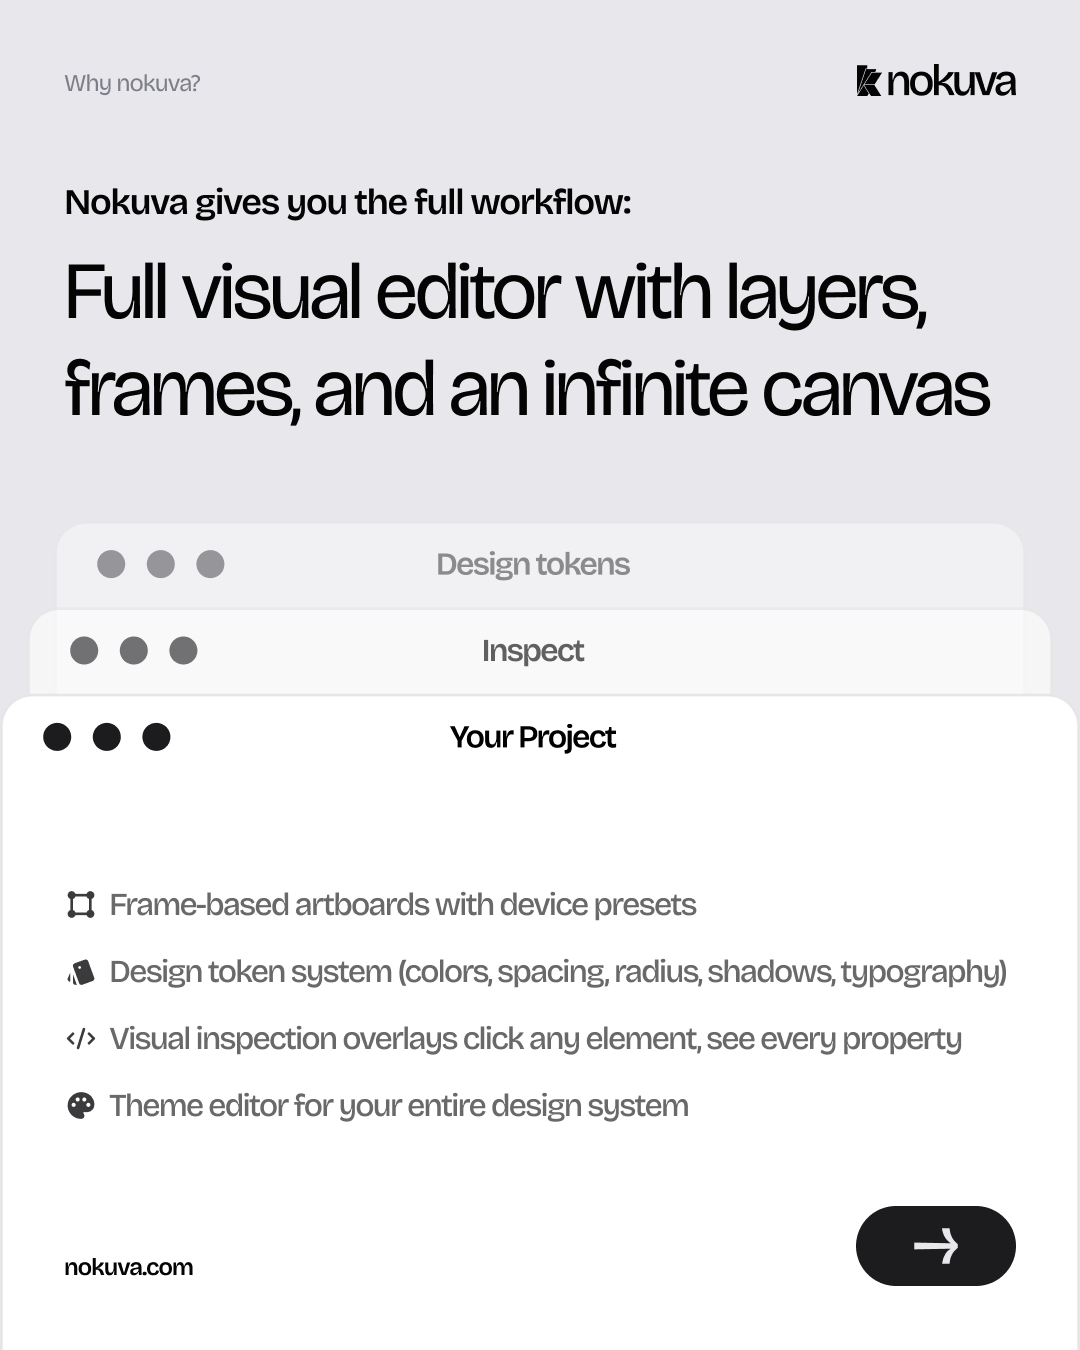 Why nokuva?
nokuva
Nokuva gives you the full workflow:
Full visual editor with layers,
frames, and an infinite canvas
Design tokens
Inspect
Your Project
Frame-based artboards with device presets
Design token system (colors, spacing, radius, shadows, typography)
Visual inspection overlays click any element, see every property
Theme editor for your entire design system
nokuva.com